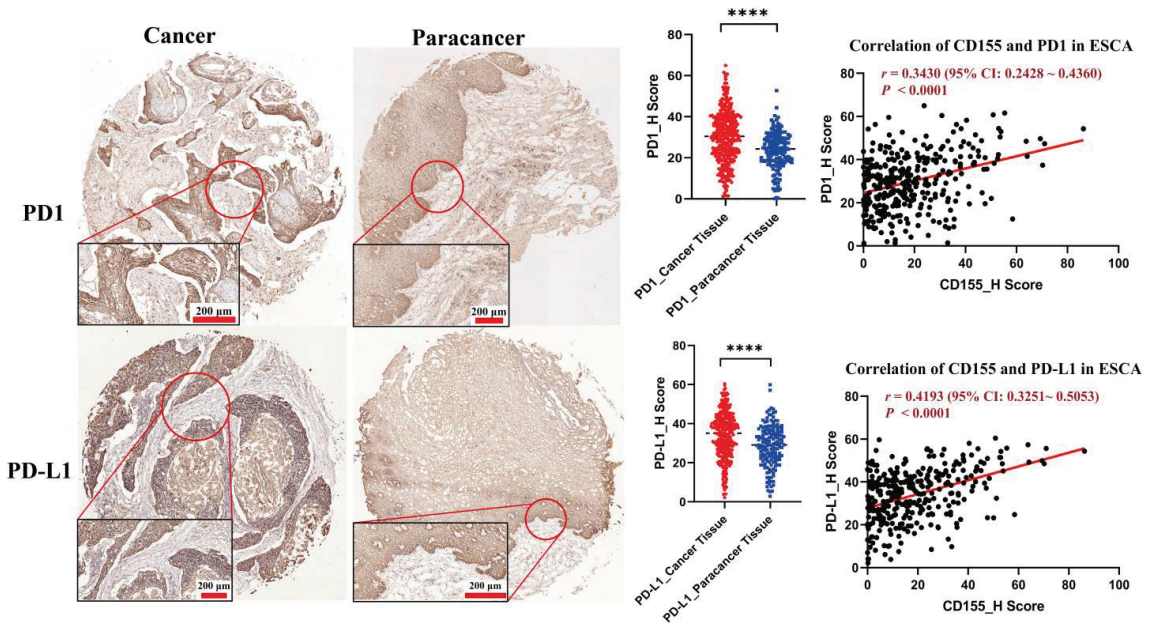 Cancer
Paracancer
PD1
200 μm
200 μm
PD-L1
200 μm
200 μm
****
PD1_H Score
80
60
40
20
0
PD1_Cancer Tissue
PD1_Paracancer Tissue
Correlation of CD155 and PD1 in ESCA
r = 0.3430 (95% CI: 0.2428 ~ 0.4360)
P < 0.0001
PD1_H Score
80
60
40
20
0
0 20 40 60 80 100
CD155_H Score
****
PD-L1_H Score
80
60
40
20
0
PD-L1_Cancer Tissue
PD-L1_Paracancer Tissue
Correlation of CD155 and PD-L1 in ESCA
r = 0.4193 (95% CI: 0.3251~ 0.5053)
P < 0.0001
PD-L1_H Score
80
60
40
20
0
0 20 40 60 80 100
CD155_H Score